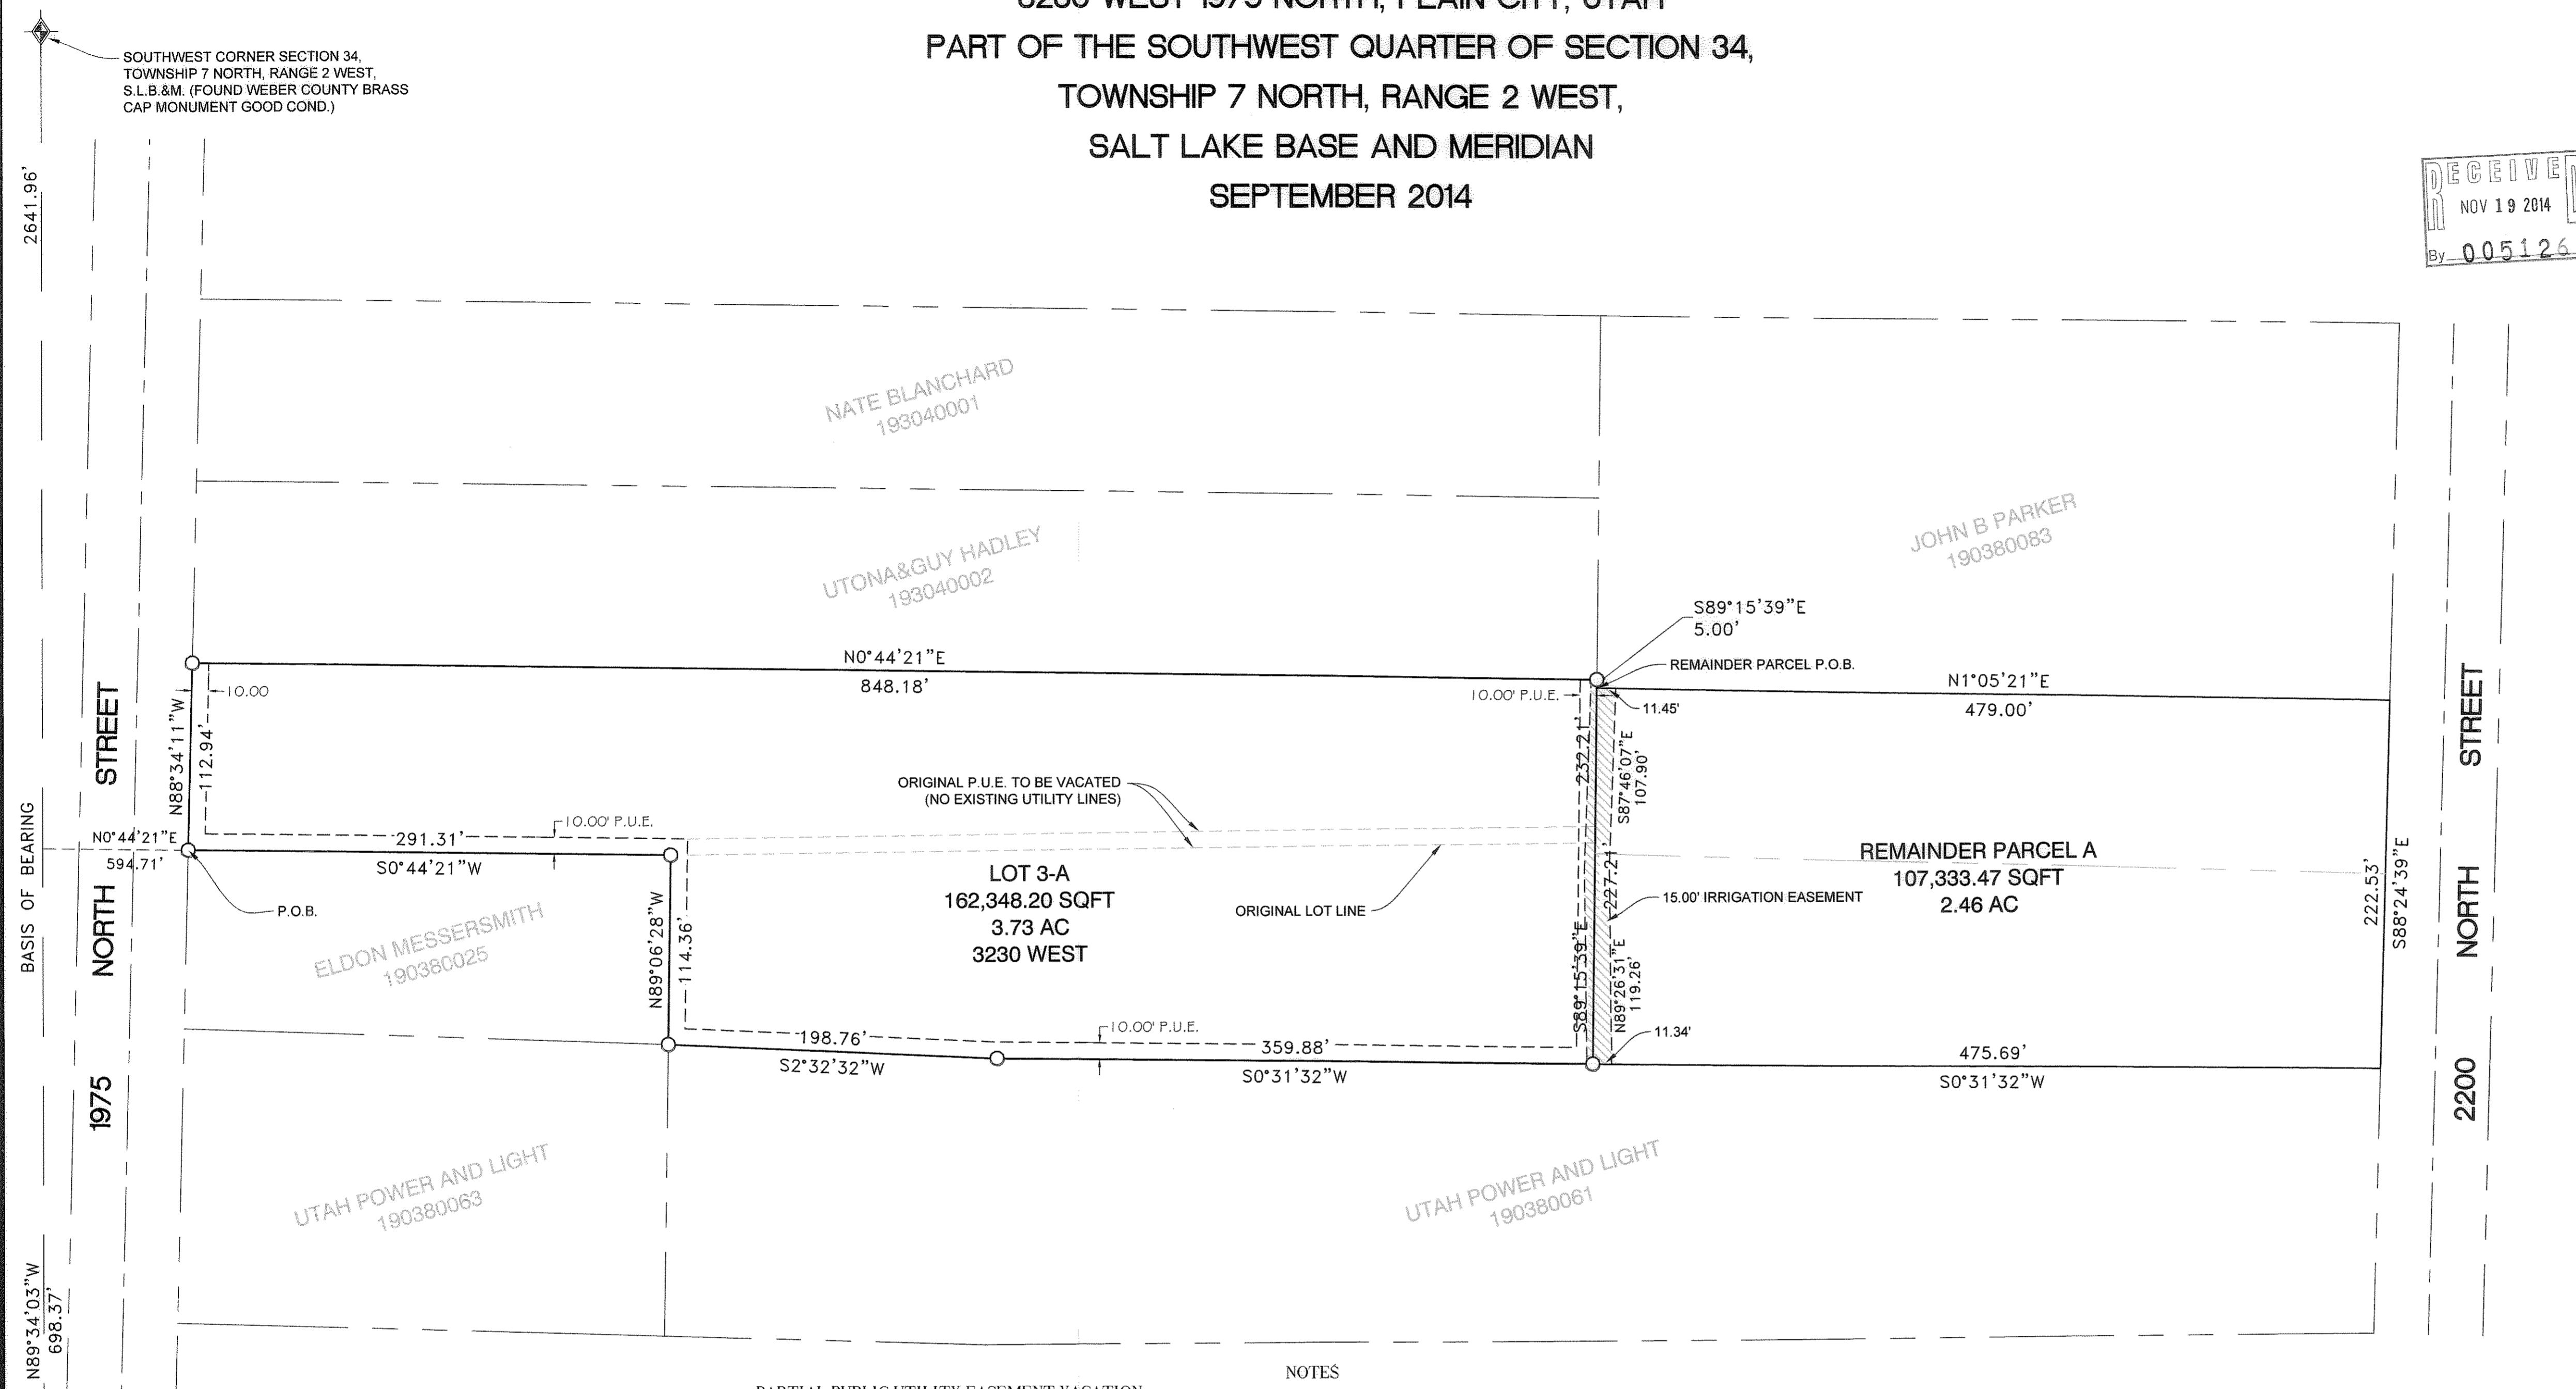 PART OF THE SOUTHWEST QUARTER OF SECTION 34,
TOWNSHIP 7 NORTH, RANGE 2 WEST,
SALT LAKE BASE AND MERIDIAN
SEPTEMBER 2014
SOUTHWEST CORNER SECTION 34,
TOWNSHIP 7 NORTH, RANGE 2 WEST,
S.L.B.&M. (FOUND WEBER COUNTY BRASS
CAP MONUMENT GOOD COND.)
2641.96'
RECEIVE
NOV 19 2014
By 005126
NATE BLANCHARD
193040001
UTONA&GUY HADLEY
193040002
JOHN B PARKER
190380083
S89°15'39"E
5.00'
REMAINDER PARCEL P.O.B.
N0°44'21"E
848.18'
N1°05'21"E
479.00'
10.00
10.00' P.U.E.
11.45'
N88°34'11"W
112.94'
232.21'
S87°46'07"E
107.90'
1975 NORTH STREET
2200 NORTH STREET
BASIS OF BEARING
ORIGINAL P.U.E. TO BE VACATED
(NO EXISTING UTILITY LINES)
N0°44'21"E
594.71'
291.31'
S0°44'21"W
10.00' P.U.E.
P.O.B.
LOT 3-A
162,348.20 SQFT
3.73 AC
3230 WEST
ORIGINAL LOT LINE
227.21'
REMAINDER PARCEL A
107,333.47 SQFT
2.46 AC
15.00' IRRIGATION EASEMENT
222.53'
S88°24'39"E
ELDON MESSERSMITH
190380025
N89°06'28"W
114.36'
S89°15'39"E
N89°26'31"E
119.26'
11.34'
198.76'
S2°32'32"W
10.00' P.U.E.
359.88'
S0°31'32"W
475.69'
S0°31'32"W
UTAH POWER AND LIGHT
190380063
UTAH POWER AND LIGHT
190380061
N89°34'03"W
698.37'
NOTES
PARTIAL PUBLIC UTILITY EASEMENT VACATION